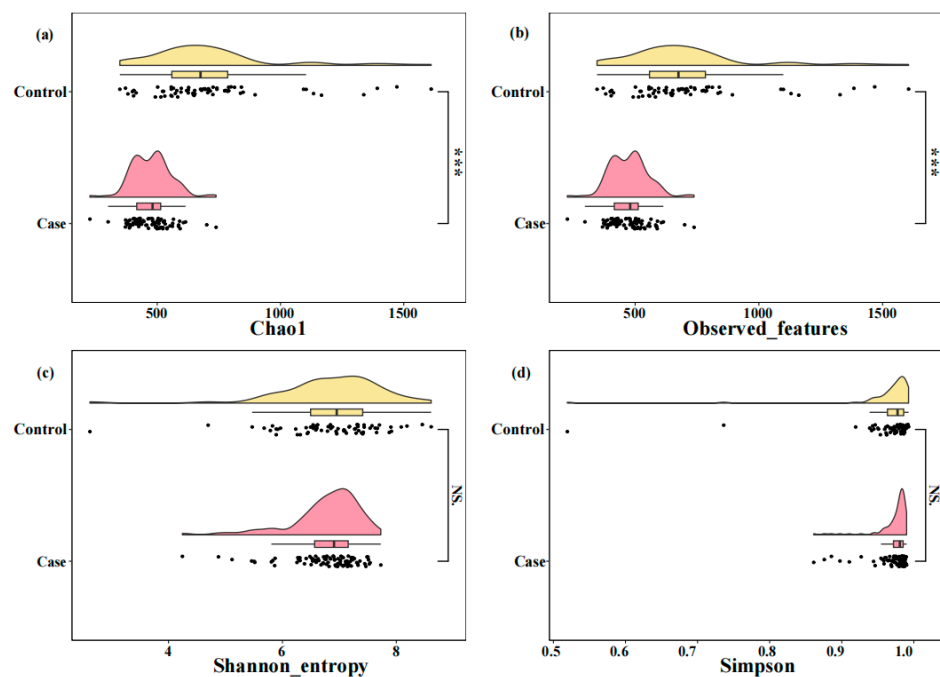 (a)
Control
Case
***
500 1000 1500
Chao1
(b)
Control
Case
***
500 1000 1500
Observed_features
(c)
Control
Case
NS.
4 6 8
Shannon_entropy
(d)
Control
Case
NS.
0.5 0.6 0.7 0.8 0.9 1.0
Simpson